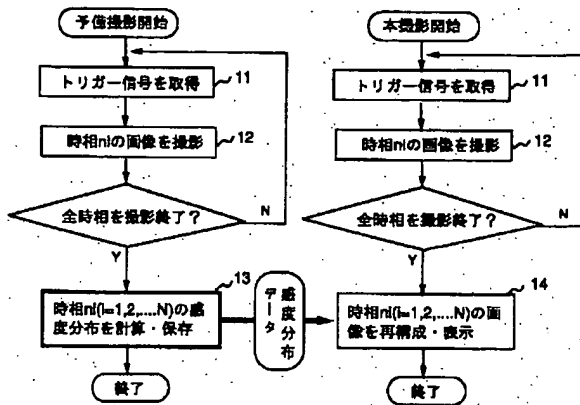 予備撮影開始
トリガー信号を取得
11
時相niの画像を撮影
12
全時相を撮影終了?
N
Y
13
時相ni(i=1,2,....N)の感
度分布を計算・保存
終了
感度分布
データ
本撮影開始
トリガー信号を取得
11
時相niの画像を撮影
12
全時相を撮影終了?
N
Y
14
時相ni(i=1,2,....N)の画
像を再構成・表示
終了